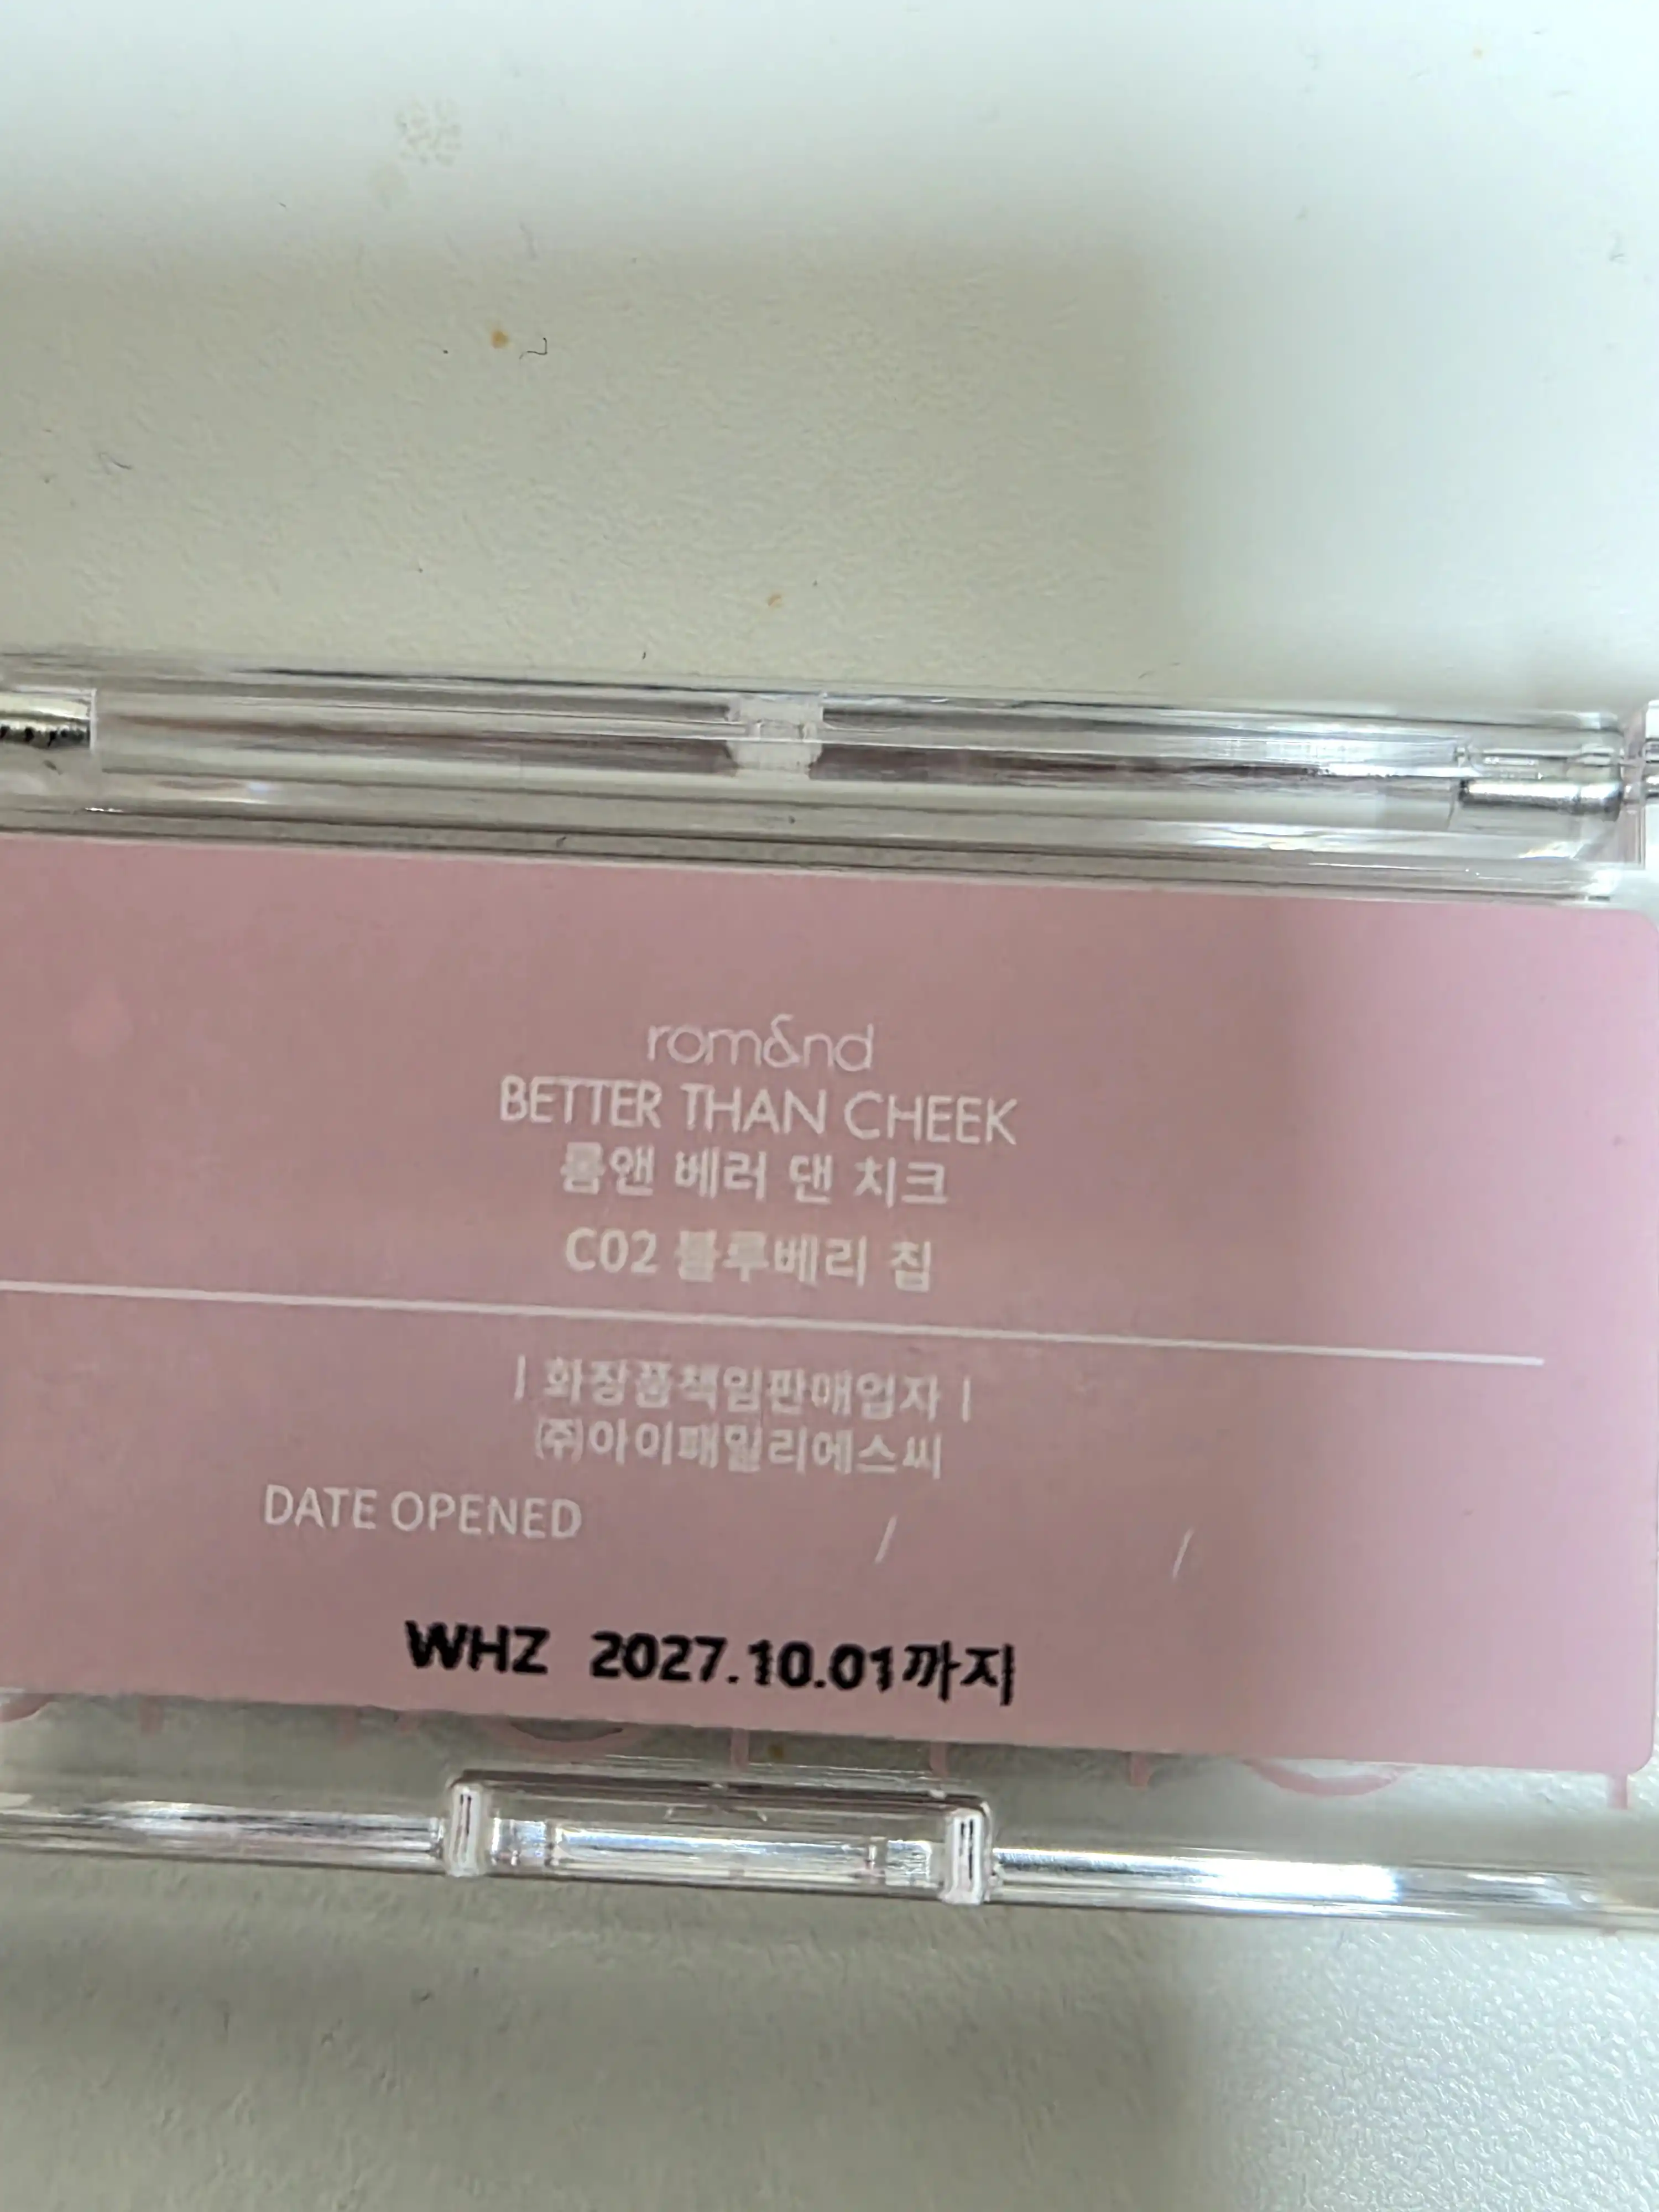 rom&nd
BETTER THAN CHEEK
롬앤 베러 댄 치크
C02 블루베리 칩
| 화장품책임판매업자 |
㈜아이패밀리에스씨
DATE OPENED / /
WHZ 2027.10.01까지